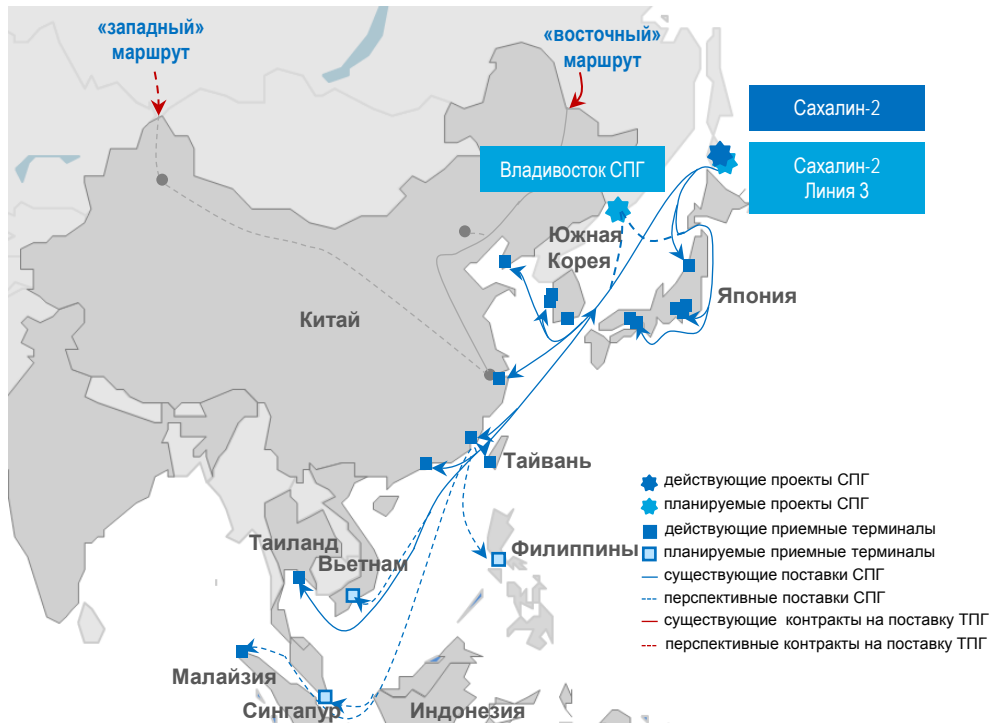 «западный»
маршрут
«восточный»
маршрут
Сахалин-2
Владивосток СПГ
Сахалин-2
Линия 3
Южная
Корея
Япония
Китай
Тайвань
Таиланд
Вьетнам
Филиппины
Малайзия
Сингапур
Индонезия
действующие проекты СПГ
планируемые проекты СПГ
действующие приемные терминалы
планируемые приемные терминалы
существующие поставки СПГ
перспективные поставки СПГ
существующие контракты на поставку ТПГ
перспективные контракты на поставку ТПГ